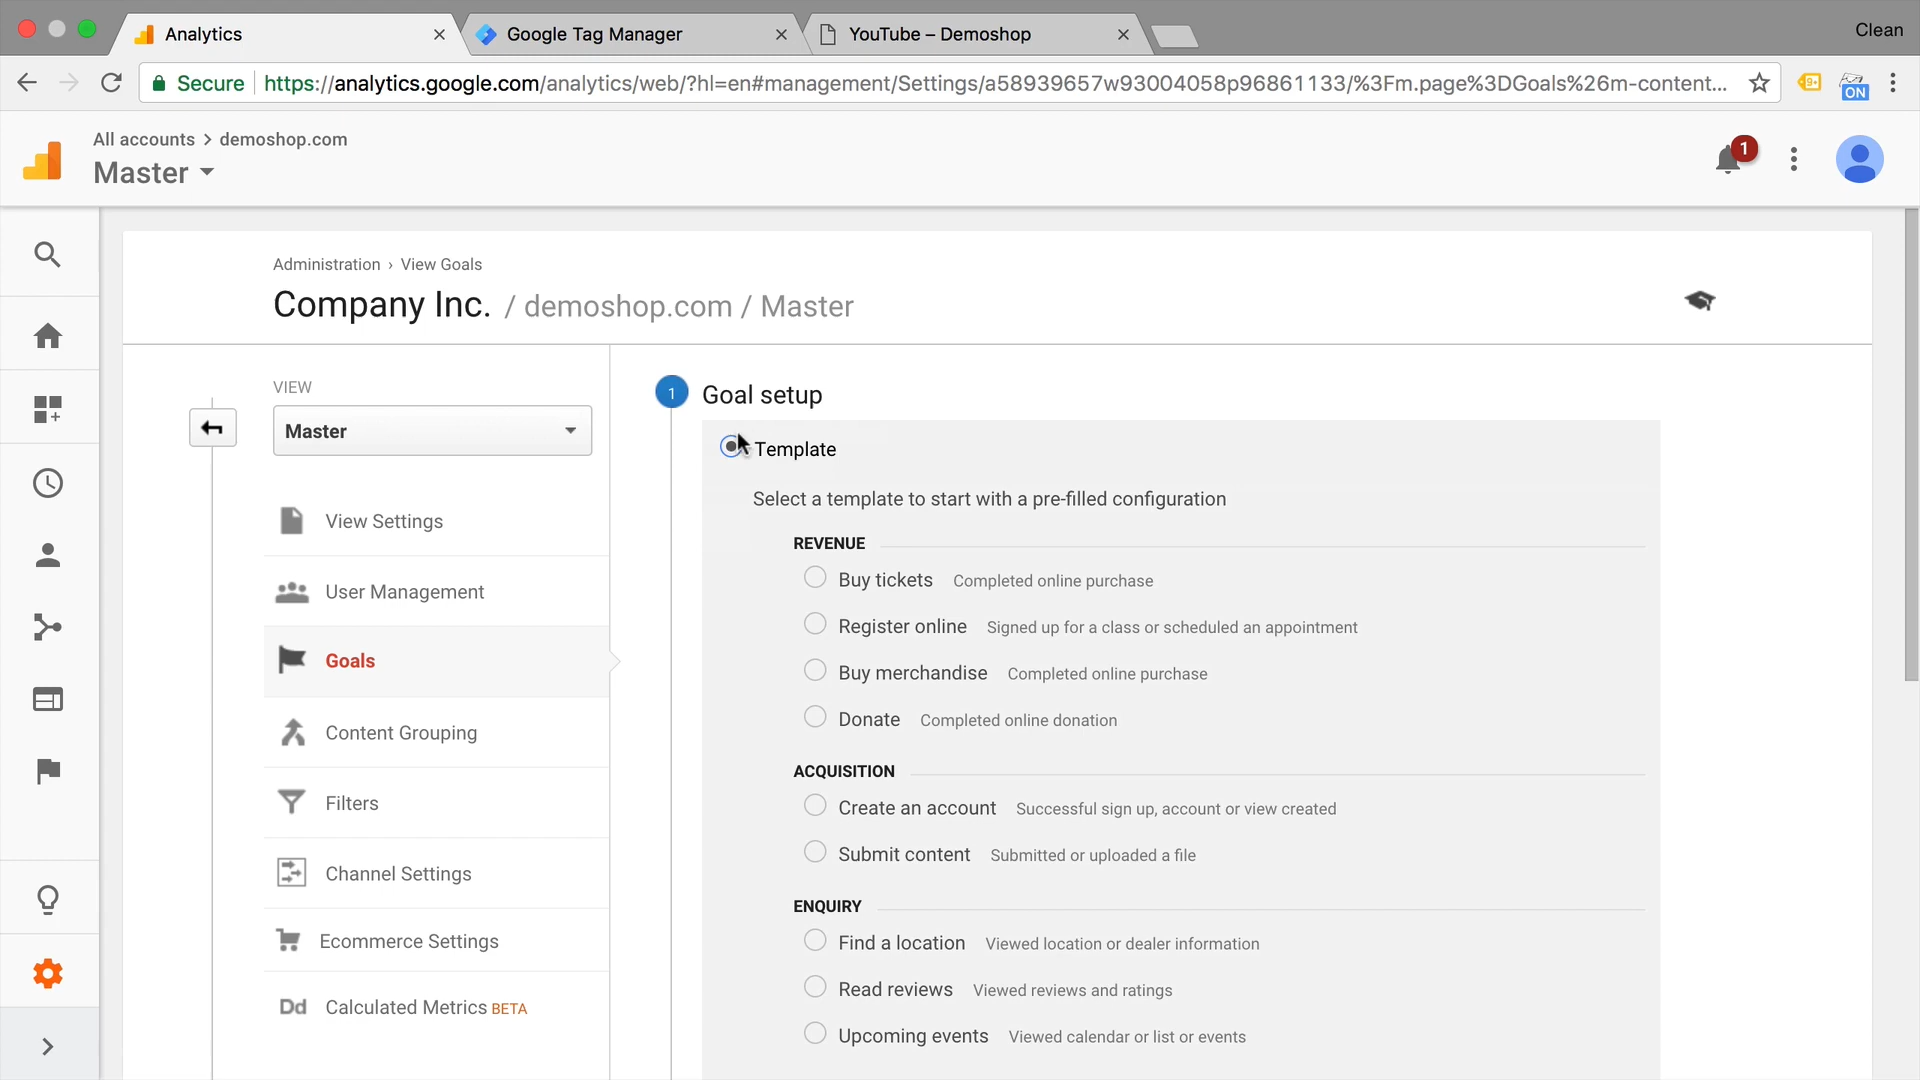 Analytics
Google Tag Manager
YouTube – Demoshop
Clean
Secure
https://analytics.google.com/analytics/web/?hl=en#management/Settings/a58939657w93004058p96861133/%3Fm.page%3DGoals%26m-content...
9+
ON
All accounts > demoshop.com
Master
1
Administration › View Goals
Company Inc. / demoshop.com / Master
VIEW
Master
View Settings
User Management
Goals
Content Grouping
Filters
Channel Settings
Ecommerce Settings
Dd Calculated Metrics BETA
1 Goal setup
Template
Select a template to start with a pre-filled configuration
REVENUE
Buy tickets Completed online purchase
Register online Signed up for a class or scheduled an appointment
Buy merchandise Completed online purchase
Donate Completed online donation
ACQUISITION
Create an account Successful sign up, account or view created
Submit content Submitted or uploaded a file
ENQUIRY
Find a location Viewed location or dealer information
Read reviews Viewed reviews and ratings
Upcoming events Viewed calendar or list or events